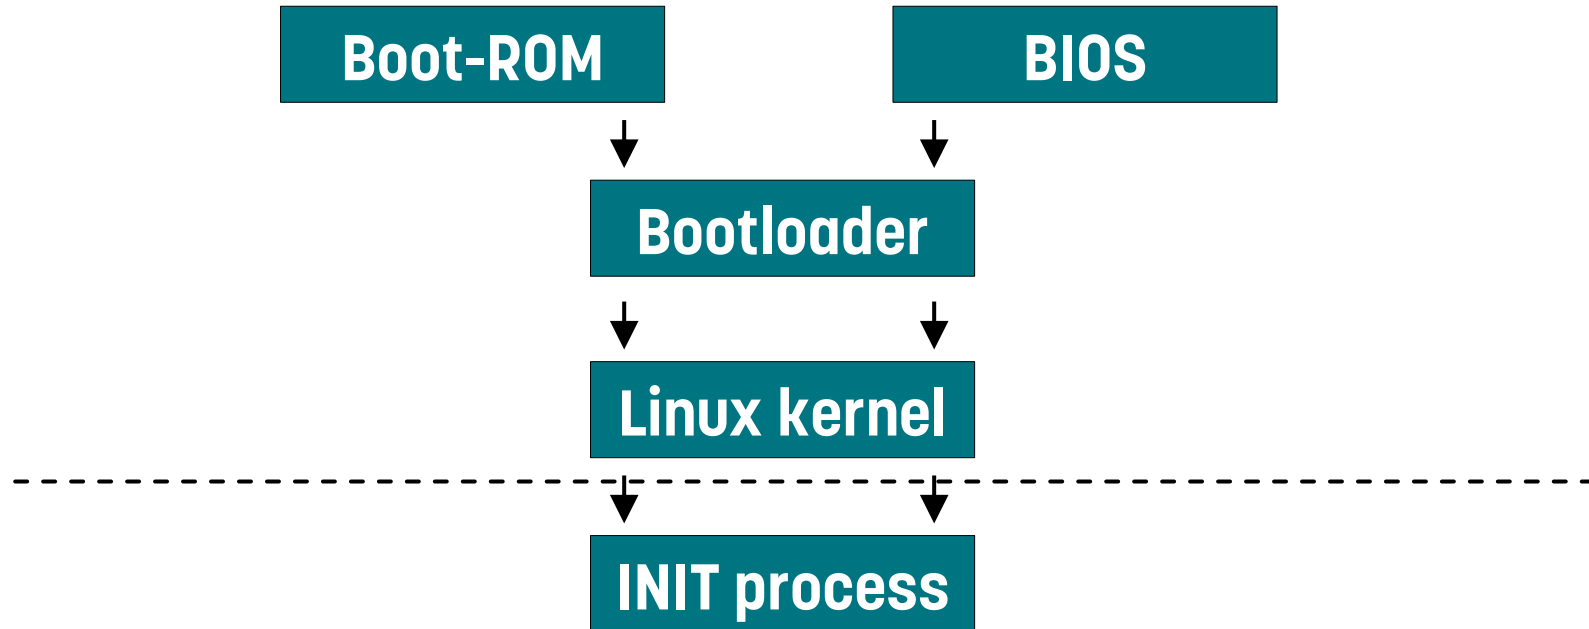 Boot-ROM
BIOS
Bootloader
Linux kernel
INIT process